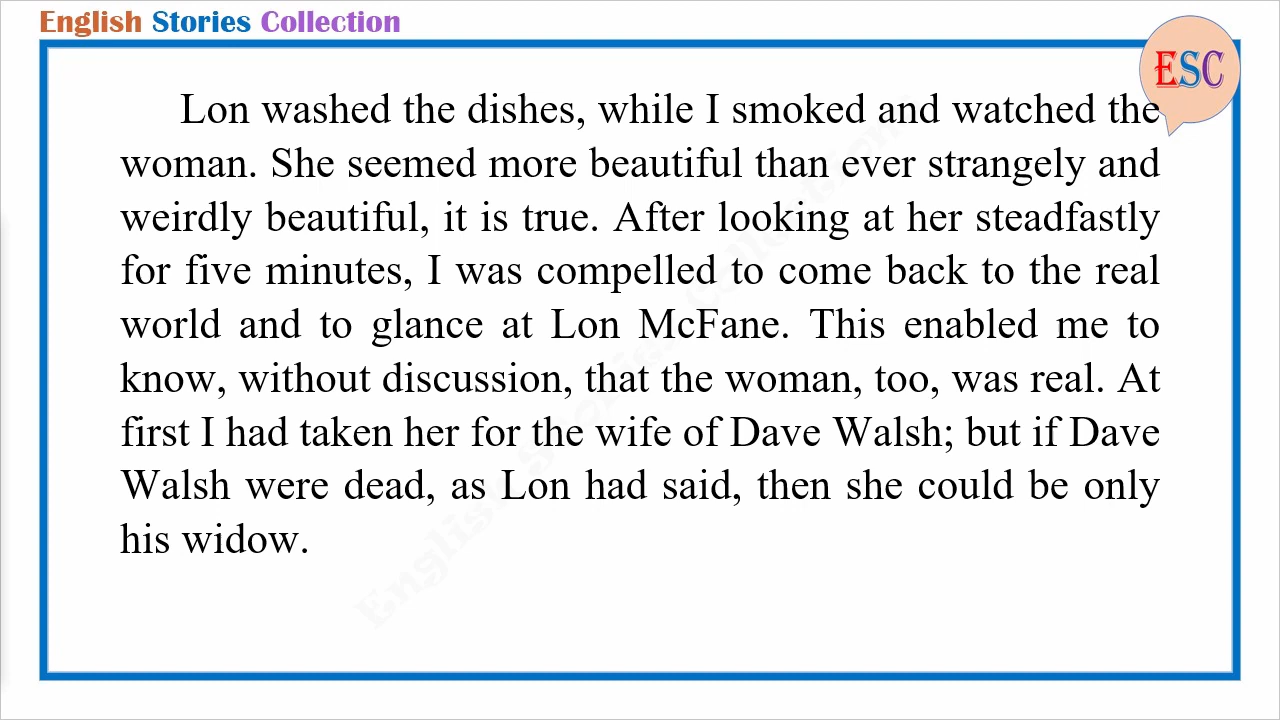 English Stories Collection
ESC
Lon washed the dishes, while I smoked and watched the
woman. She seemed more beautiful than ever strangely and
weirdly beautiful, it is true. After looking at her steadfastly
for five minutes, I was compelled to come back to the real
world and to glance at Lon McFane. This enabled me to
know, without discussion, that the woman, too, was real. At
first I had taken her for the wife of Dave Walsh; but if Dave
Walsh were dead, as Lon had said, then she could be only
his widow.
English Stories Collection